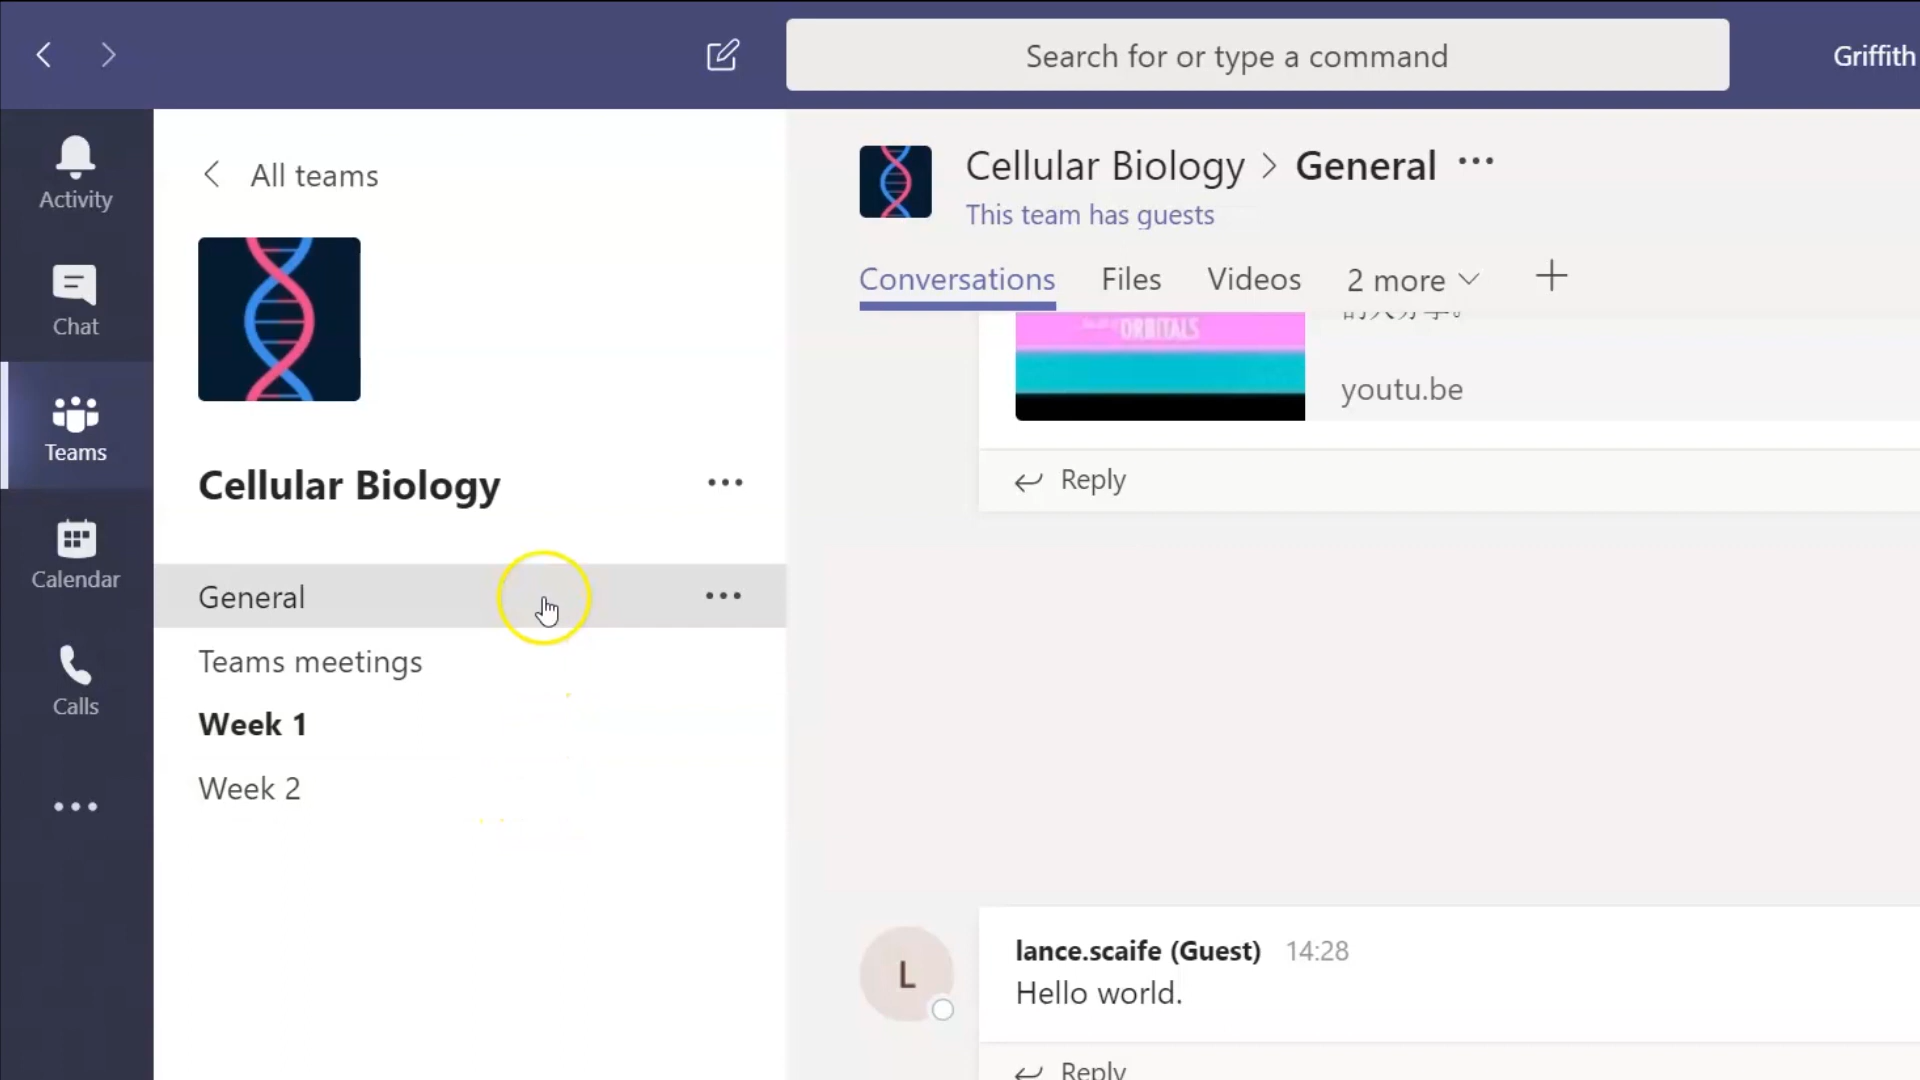 Search for or type a command
Griffith
Activity
Chat
Teams
Calendar
Calls
All teams
Cellular Biology
General
Teams meetings
Week 1
Week 2
Cellular Biology > General
This team has guests
Conversations
Files
Videos
2 more
ORBITALS
youtu.be
Reply
L
lance.scaife (Guest) 14:28
Hello world.
Reply